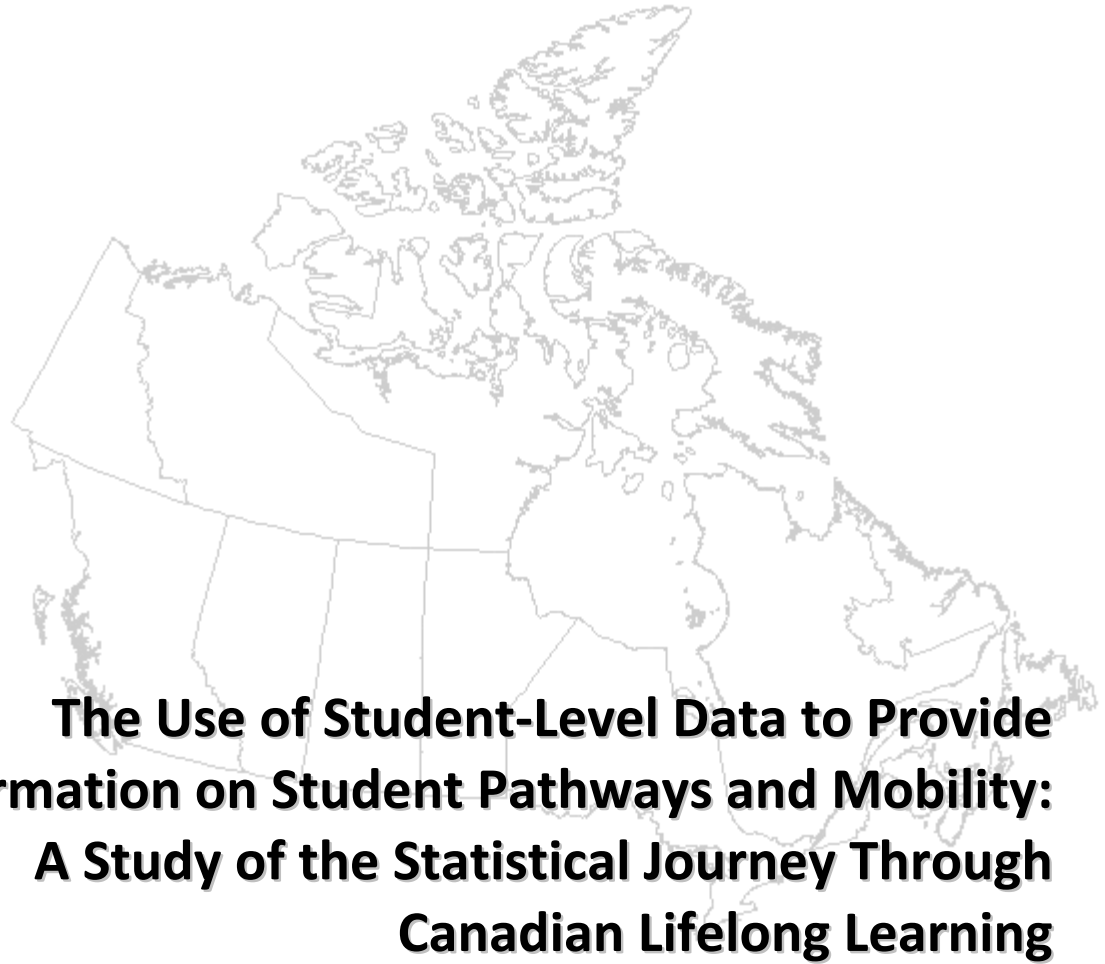 The Use of Student-Level Data to Provide
rmation on Student Pathways and Mobility:
A Study of the Statistical Journey Through
Canadian Lifelong Learning